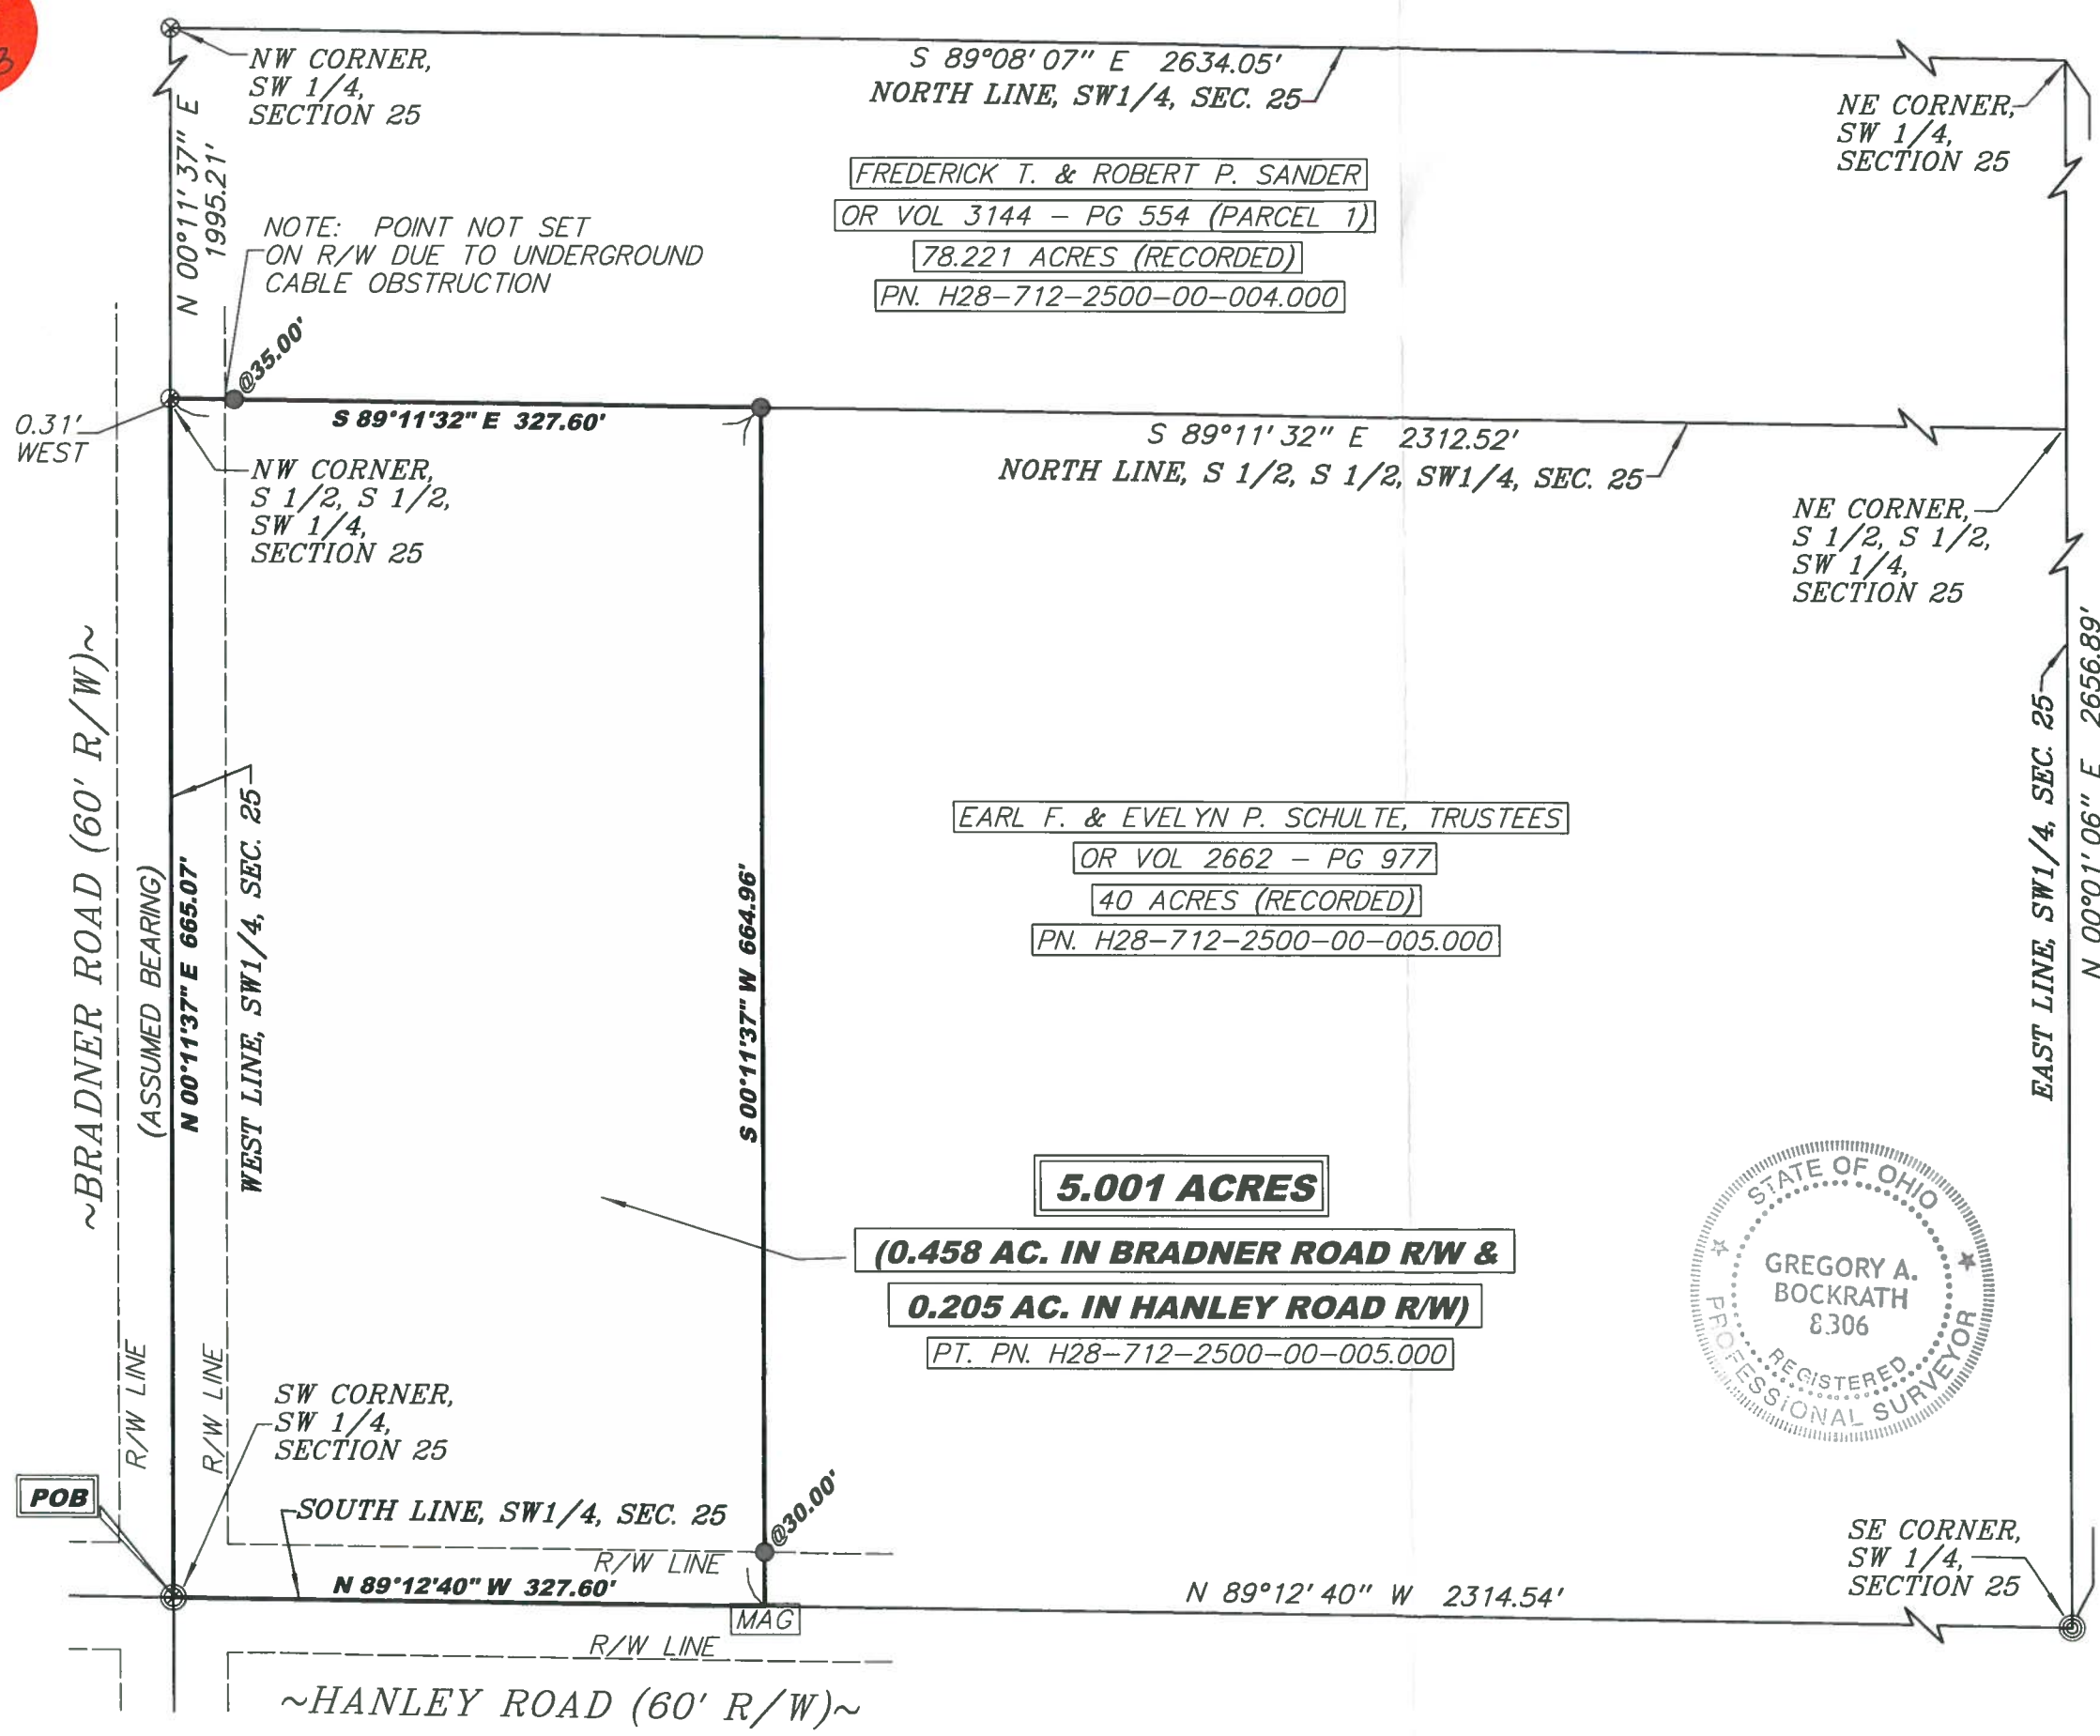 3
NW CORNER,
SW 1/4,
SECTION 25
S 89°08'07" E 2634.05'
NORTH LINE, SW1/4, SEC. 25
NE CORNER,
SW 1/4,
SECTION 25
N 00°11'37" E
1995.21'
FREDERICK T. & ROBERT P. SANDER
OR VOL 3144 - PG 554 (PARCEL 1)
78.221 ACRES (RECORDED)
PN. H28-712-2500-00-004.000
NOTE: POINT NOT SET
ON R/W DUE TO UNDERGROUND
CABLE OBSTRUCTION
@35.00'
0.31'
WEST
S 89°11'32" E 327.60'
S 89°11'32" E 2312.52'
NORTH LINE, S 1/2, S 1/2, SW1/4, SEC. 25
NW CORNER,
S 1/2, S 1/2,
SW 1/4,
SECTION 25
NE CORNER,
S 1/2, S 1/2,
SW 1/4,
SECTION 25
~BRADNER ROAD (60' R/W)~
(ASSUMED BEARING)
N 00°11'37" E 665.07'
WEST LINE, SW1/4, SEC. 25
S 00°11'37" W 664.96'
EARL F. & EVELYN P. SCHULTE, TRUSTEES
OR VOL 2662 - PG 977
40 ACRES (RECORDED)
PN. H28-712-2500-00-005.000
EAST LINE, SW1/4, SEC. 25
N 00°01'06" E 2656.89'
5.001 ACRES
(0.458 AC. IN BRADNER ROAD R/W &
0.205 AC. IN HANLEY ROAD R/W)
PT. PN. H28-712-2500-00-005.000
STATE OF OHIO
GREGORY A.
BOCKRATH
8306
REGISTERED
PROFESSIONAL SURVEYOR
R/W LINE
R/W LINE
SW CORNER,
SW 1/4,
SECTION 25
POB
SOUTH LINE, SW1/4, SEC. 25
@30.00'
R/W LINE
N 89°12'40" W 327.60'
MAG
N 89°12'40" W 2314.54'
SE CORNER,
SW 1/4,
SECTION 25
R/W LINE
~HANLEY ROAD (60' R/W)~